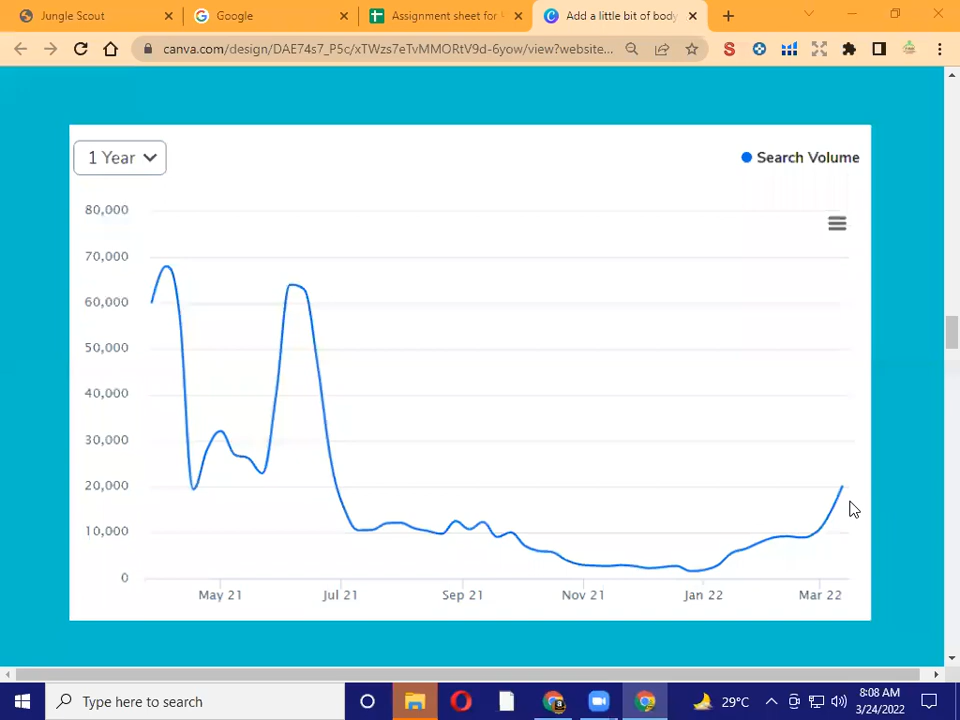 Jungle Scout
Google
Assignment sheet for
Add a little bit of body
canva.com/design/DAE74s7_P5c/xTWzs7eTvMMORtV9d-6yow/view?website...
1 Year
Search Volume
80,000
70,000
60,000
50,000
40,000
30,000
20,000
10,000
0
May 21 Jul 21 Sep 21 Nov 21 Jan 22 Mar 22
Type here to search
29°C
8:08 AM
3/24/2022